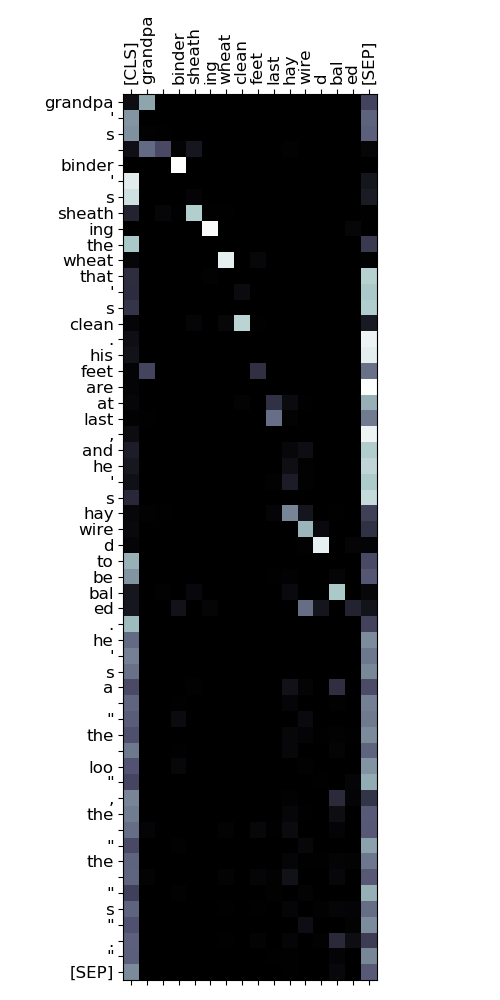 [CLS]
grandpa
binder
sheath
ing
wheat
clean
feet
last
hay
wire
d
bal
ed
[SEP]
grandpa
'
s
binder
'
s
sheath
ing
the
wheat
that
'
s
clean
.
his
feet
are
at
last
,
and
he
'
s
hay
wire
d
to
be
bal
ed
.
he
'
s
a
"
the
loo
"
,
the
"
the
"
s
"
.
"
[SEP]